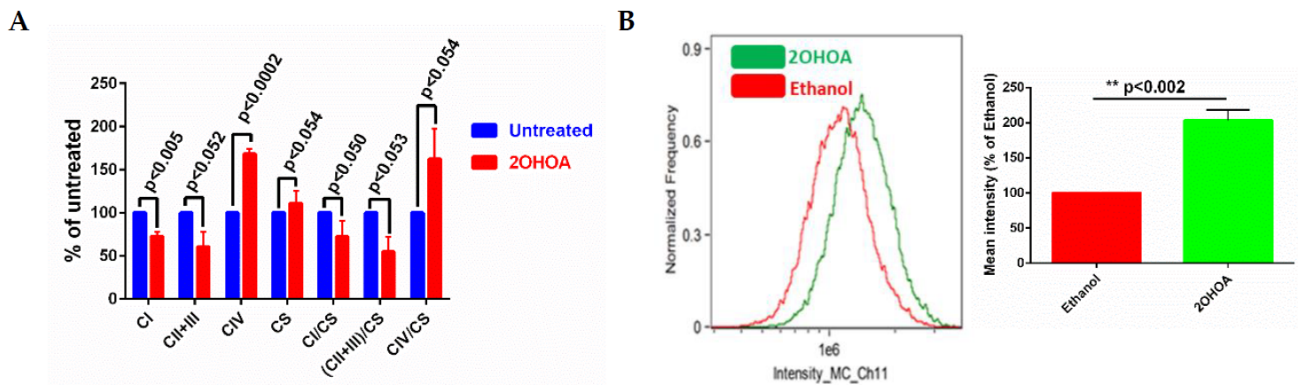 A
% of untreated
250
200
150
100
50
0
p<0.005
p<0.052
p<0.0002
p<0.054
p<0.050
p<0.053
p<0.054
CI
CII+III
CIV
CS
CI/CS
(CII+III)/CS
CIV/CS
Untreated
2OHOA
B
Normalized Frequency
0.9
0.6
0.3
0
2OHOA
Ethanol
1e6
Intensity_MC_Ch11
Mean intensity (% of Ethanol)
250
200
150
100
50
0
** p<0.002
Ethanol
2OHOA